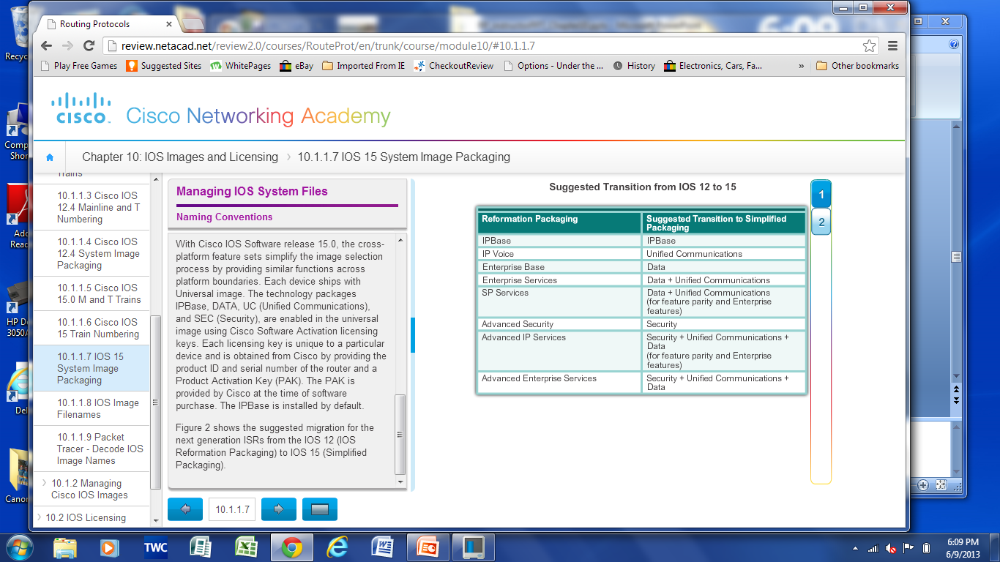 Routing Protocols
review.netacad.net/review2.0/courses/RouteProt/en/trunk/course/module10/#10.1.1.7
Play Free Games
Suggested Sites
WhitePages
eBay
Imported From IE
CheckoutReview
Options - Under the ...
History
Electronics, Cars, Fa...
»
Other bookmarks
CISCO
Cisco Networking Academy
Chapter 10: IOS Images and Licensing
10.1.1.7 IOS 15 System Image Packaging
Trains
10.1.1.3 Cisco IOS
12.4 Mainline and T
Numbering
10.1.1.4 Cisco IOS
12.4 System Image
Packaging
10.1.1.5 Cisco IOS
15.0 M and T Trains
10.1.1.6 Cisco IOS
15 Train Numbering
10.1.1.7 IOS 15
System Image
Packaging
10.1.1.8 IOS Image
Filenames
10.1.1.9 Packet
Tracer - Decode IOS
Image Names
10.1.2 Managing
Cisco IOS Images
10.2 IOS Licensing
Managing IOS System Files
Naming Conventions
With Cisco IOS Software release 15.0, the cross-
platform feature sets simplify the image selection
process by providing similar functions across
platform boundaries. Each device ships with
Universal image. The technology packages
IPBase, DATA, UC (Unified Communications),
and SEC (Security), are enabled in the universal
image using Cisco Software Activation licensing
keys. Each licensing key is unique to a particular
device and is obtained from Cisco by providing the
product ID and serial number of the router and a
Product Activation Key (PAK). The PAK is
provided by Cisco at the time of software
purchase. The IPBase is installed by default.
Figure 2 shows the suggested migration for the
next generation ISRs from the IOS 12 (IOS
Reformation Packaging) to IOS 15 (Simplified
Packaging).
10.1.1.7
Suggested Transition from IOS 12 to 15
1
2
Reformation Packaging
Suggested Transition to Simplified
Packaging
IPBase
IPBase
IP Voice
Unified Communications
Enterprise Base
Data
Enterprise Services
Data + Unified Communications
SP Services
Data + Unified Communications
(for feature parity and Enterprise
features)
Advanced Security
Security
Advanced IP Services
Security + Unified Communications +
Data
(for feature parity and Enterprise
features)
Advanced Enterprise Services
Security + Unified Communications +
Data
Recyc
Comp
Shor
Ado
Read
HP De
3050A
Del
Canon
TWC
6:09 PM
6/9/2013